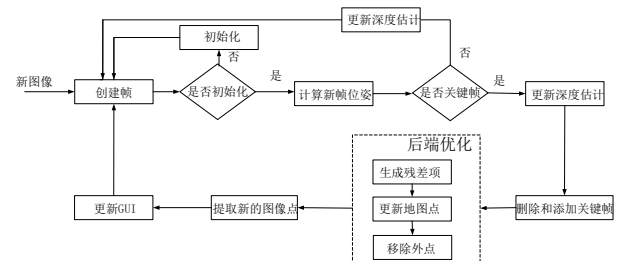 更新深度估计
初始化
否
否
新图像
是
是
创建帧
是否初始化
计算新帧位姿
是否关键帧
更新深度估计
后端优化
生成残差项
更新GUI
提取新的图像点
更新地图点
删除和添加关键帧
移除外点